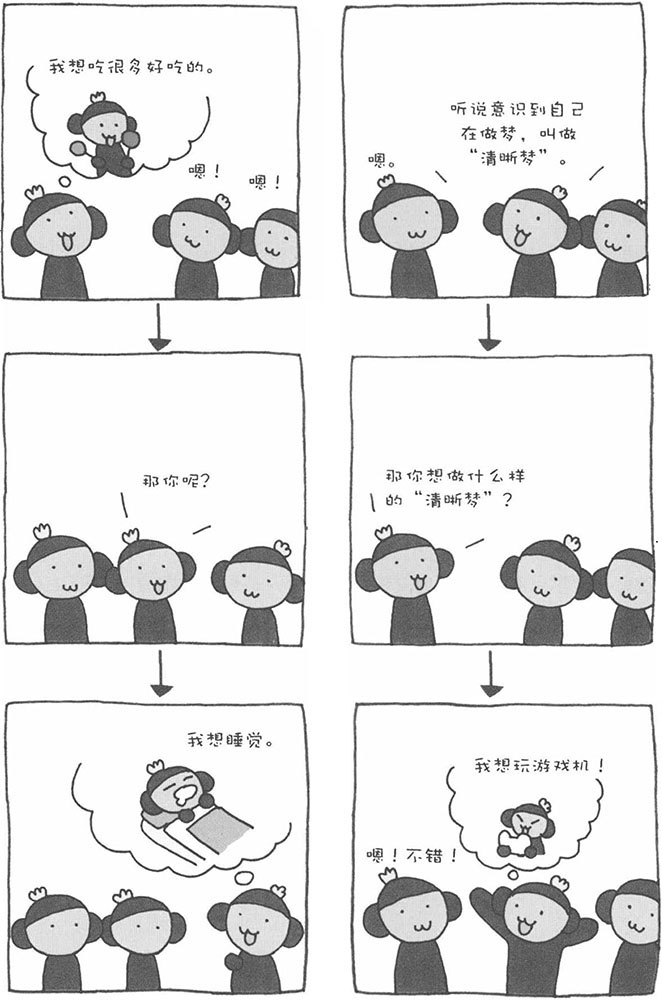 听说意识到自己
在做梦，叫做
“清晰梦”。
嗯。
那你想做什么样
的“清晰梦”？
我想玩游戏机！
嗯！不错！
我想吃很多好吃的。
嗯！
嗯！
那你呢？
我想睡觉。